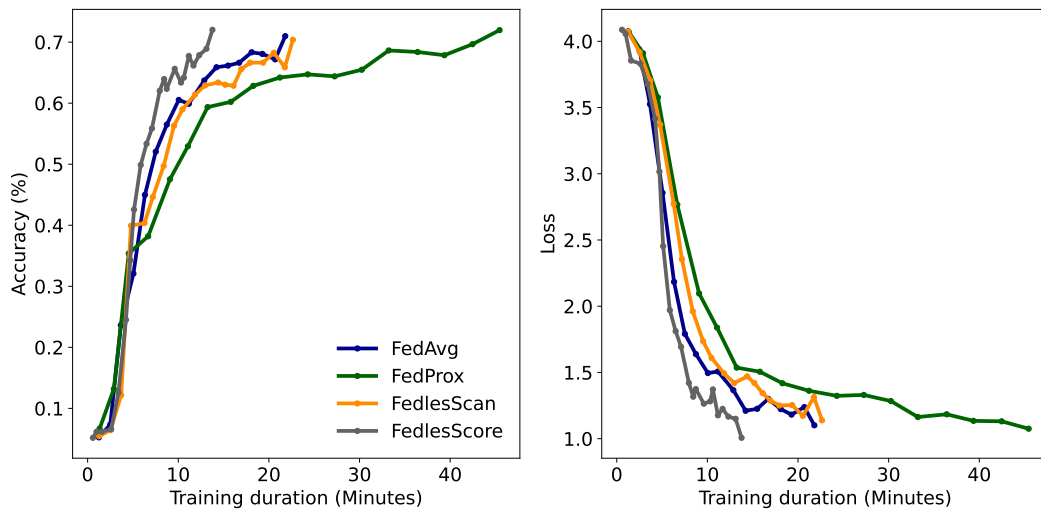 Accuracy (%)
0.7
0.6
0.5
0.4
0.3
0.2
0.1
0 10 20 30 40
Training duration (Minutes)
FedAvg
FedProx
FedlesScan
FedlesScore
Loss
4.0
3.5
3.0
2.5
2.0
1.5
1.0
0 10 20 30 40
Training duration (Minutes)